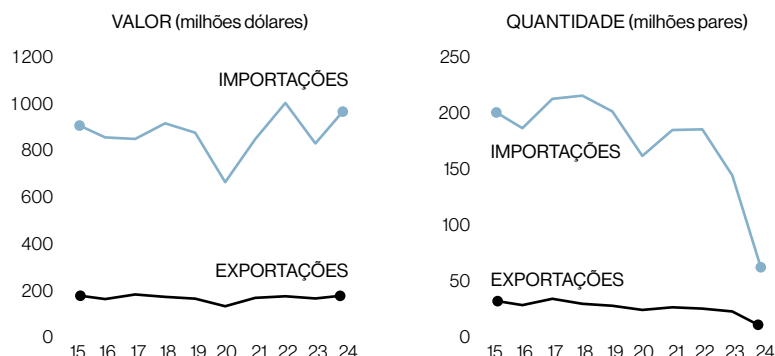 VALOR (milhões dólares)
1200
1000
800
600
400
200
0
IMPORTAÇÕES
EXPORTAÇÕES
15 16 17 18 19 20 21 22 23 24
QUANTIDADE (milhões pares)
250
200
150
100
50
0
IMPORTAÇÕES
EXPORTAÇÕES
15 16 17 18 19 20 21 22 23 24